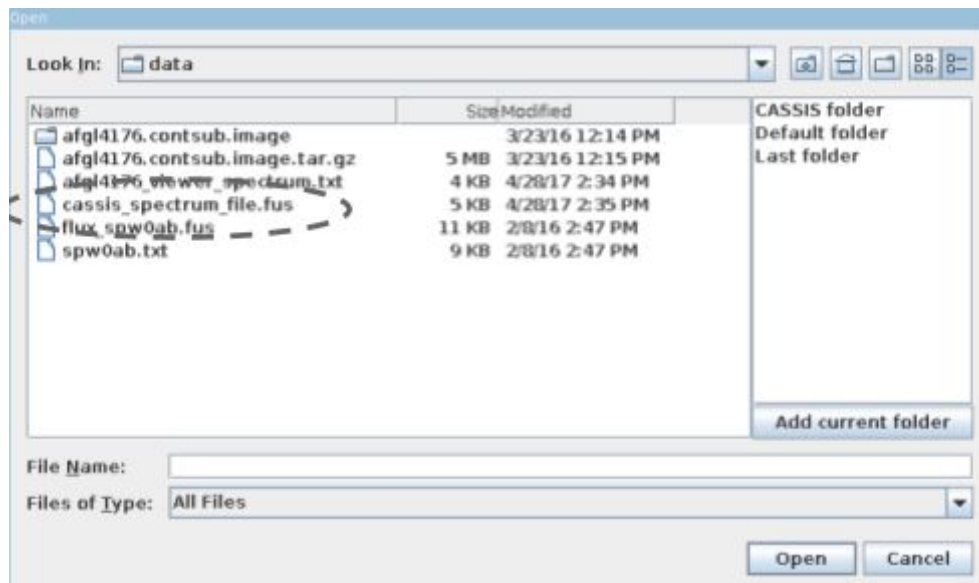 Open
Look In: data
Name Size Modified
afgl4176.contsub.image 3/23/16 12:14 PM
afgl4176.contsub.image.tar.gz 5 MB 3/23/16 12:15 PM
afgl4176_viewer_spectrum.txt 4 KB 4/28/17 2:34 PM
cassis_spectrum_file.fus 5 KB 4/28/17 2:35 PM
flux_spw0ab.fus 11 KB 2/8/16 2:47 PM
spw0ab.txt 9 KB 2/8/16 2:47 PM
CASSIS folder
Default folder
Last folder
Add current folder
File Name:
Files of Type: All Files
Open Cancel